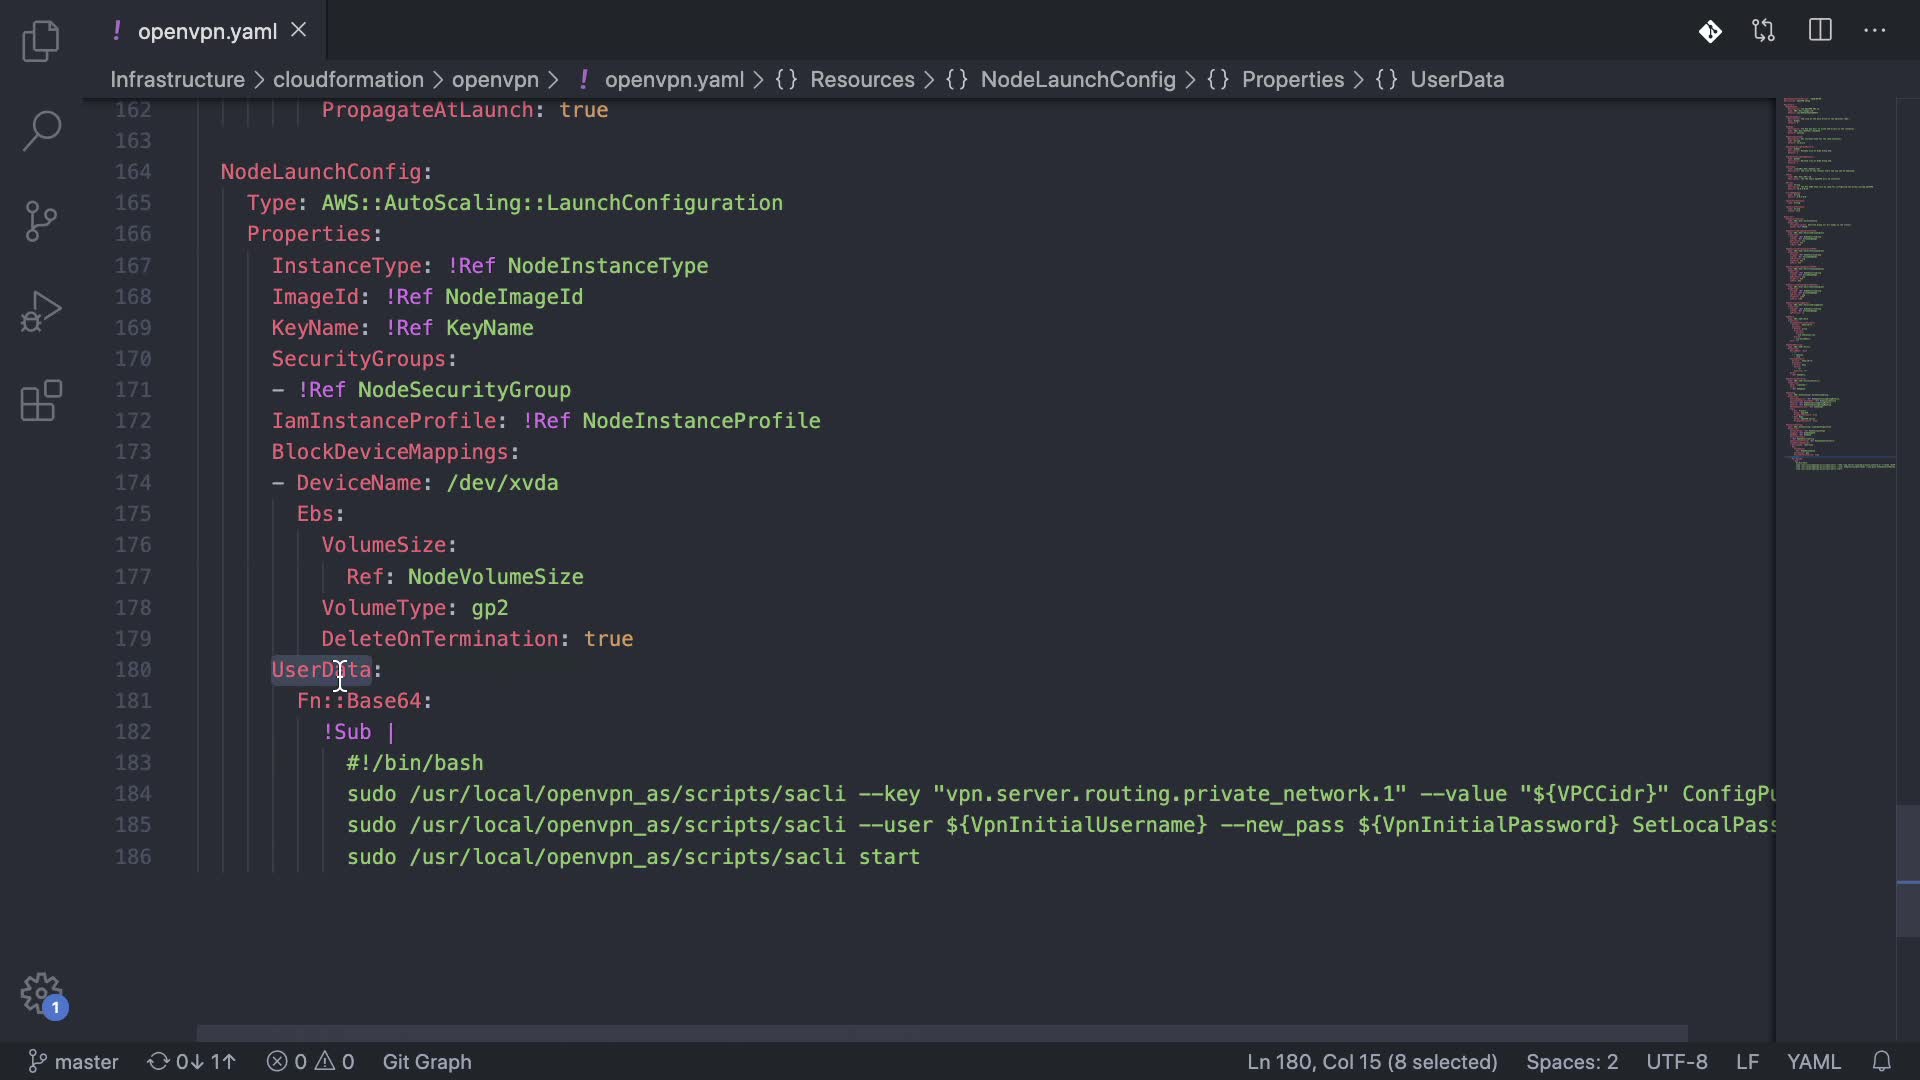 ! openvpn.yaml
Infrastructure > cloudformation > openvpn > ! openvpn.yaml > {} Resources > {} NodeLaunchConfig > {} Properties > {} UserData
162 PropagateAtLaunch: true
163
164 NodeLaunchConfig:
165 Type: AWS::AutoScaling::LaunchConfiguration
166 Properties:
167 InstanceType: !Ref NodeInstanceType
168 ImageId: !Ref NodeImageId
169 KeyName: !Ref KeyName
170 SecurityGroups:
171 - !Ref NodeSecurityGroup
172 IamInstanceProfile: !Ref NodeInstanceProfile
173 BlockDeviceMappings:
174 - DeviceName: /dev/xvda
175 Ebs:
176 VolumeSize:
177 Ref: NodeVolumeSize
178 VolumeType: gp2
179 DeleteOnTermination: true
180 UserData:
181 Fn::Base64:
182 !Sub |
183 #!/bin/bash
184 sudo /usr/local/openvpn_as/scripts/sacli --key "vpn.server.routing.private_network.1" --value "${VPCCidr}" ConfigPu
185 sudo /usr/local/openvpn_as/scripts/sacli --user ${VpnInitialUsername} --new_pass ${VpnInitialPassword} SetLocalPass
186 sudo /usr/local/openvpn_as/scripts/sacli start
1
master 0↓ 1↑ 0 0 Git Graph Ln 180, Col 15 (8 selected) Spaces: 2 UTF-8 LF YAML